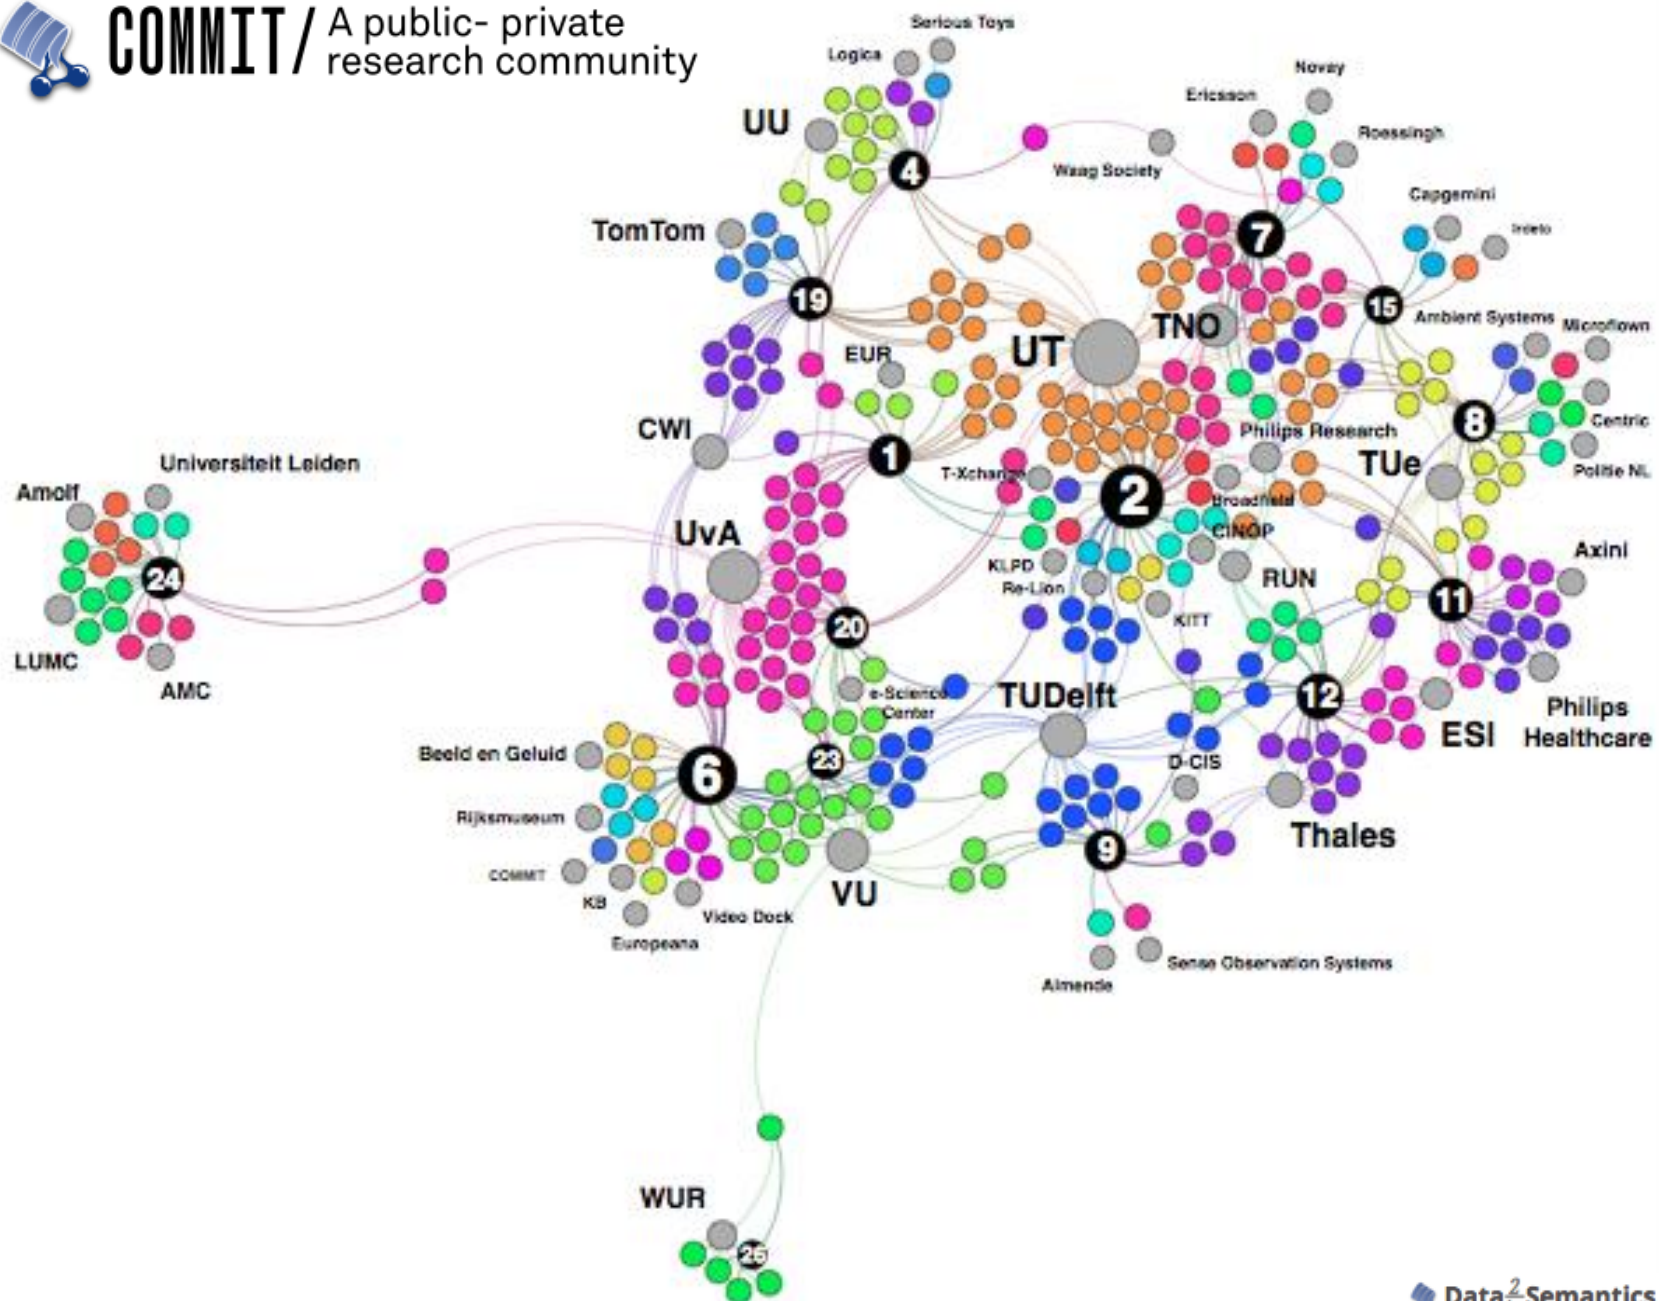 COMMIT/
A public- private
research community
Serious Toys
Logica
Novay
Ericsson
UU
Roessingh
4
Waag Society
Capgemini
TomTom
7
Irdeto
19
15
Ambient Systems
Microflown
TNO
UT
EUR
8
Centric
CWI
Philips Research
1
TUe
Politie NL
Universiteit Leiden
T-Xchange
2
Broadfield
Amolf
UvA
CINOP
Axini
24
KLPD
RUN
Re-Lion
11
KITT
20
LUMC
AMC
e-Science
Center
TUDelft
12
Philips
Healthcare
ESI
Beeld en Geluid
6
23
D-CIS
Rijksmuseum
Thales
9
COMMIT
VU
KB
Video Dock
Europeana
Sense Observation Systems
Almende
WUR
26
Data2Semantics